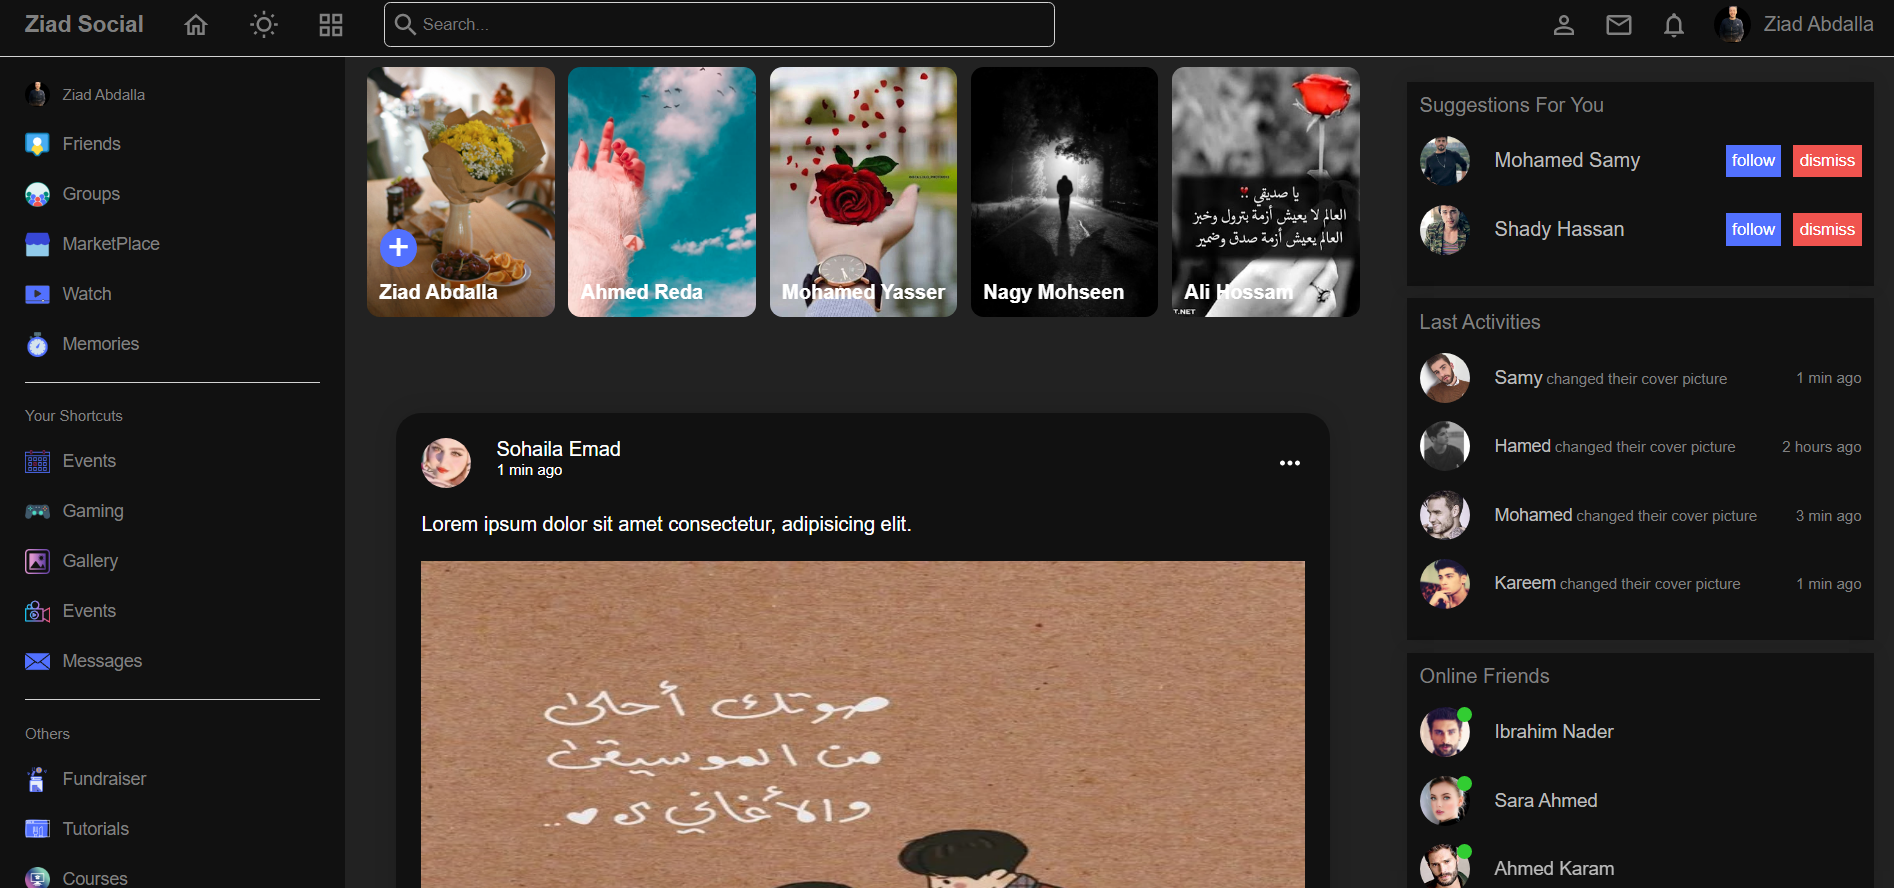 Ziad Social
Search...
Ziad Abdalla
Ziad Abdalla
Friends
Groups
MarketPlace
Watch
Memories
Your Shortcuts
Events
Gaming
Gallery
Events
Messages
Others
Fundraiser
Tutorials
Courses
Ziad Abdalla
Ahmed Reda
Mohamed Yasser
Nagy Mohseen
يا صديقي !!
العالم لا يعيش أزمة بترول وخبز
العالم يعيش أزمة صدق وضمير
Ali Hossam
T.NET
Sohaila Emad
1 min ago
Lorem ipsum dolor sit amet consectetur, adipisicing elit.
صوتك أحلى
من الموسيقى
والأغاني ى ..
Suggestions For You
Mohamed Samy follow dismiss
Shady Hassan follow dismiss
Last Activities
Samy changed their cover picture 1 min ago
Hamed changed their cover picture 2 hours ago
Mohamed changed their cover picture 3 min ago
Kareem changed their cover picture 1 min ago
Online Friends
Ibrahim Nader
Sara Ahmed
Ahmed Karam